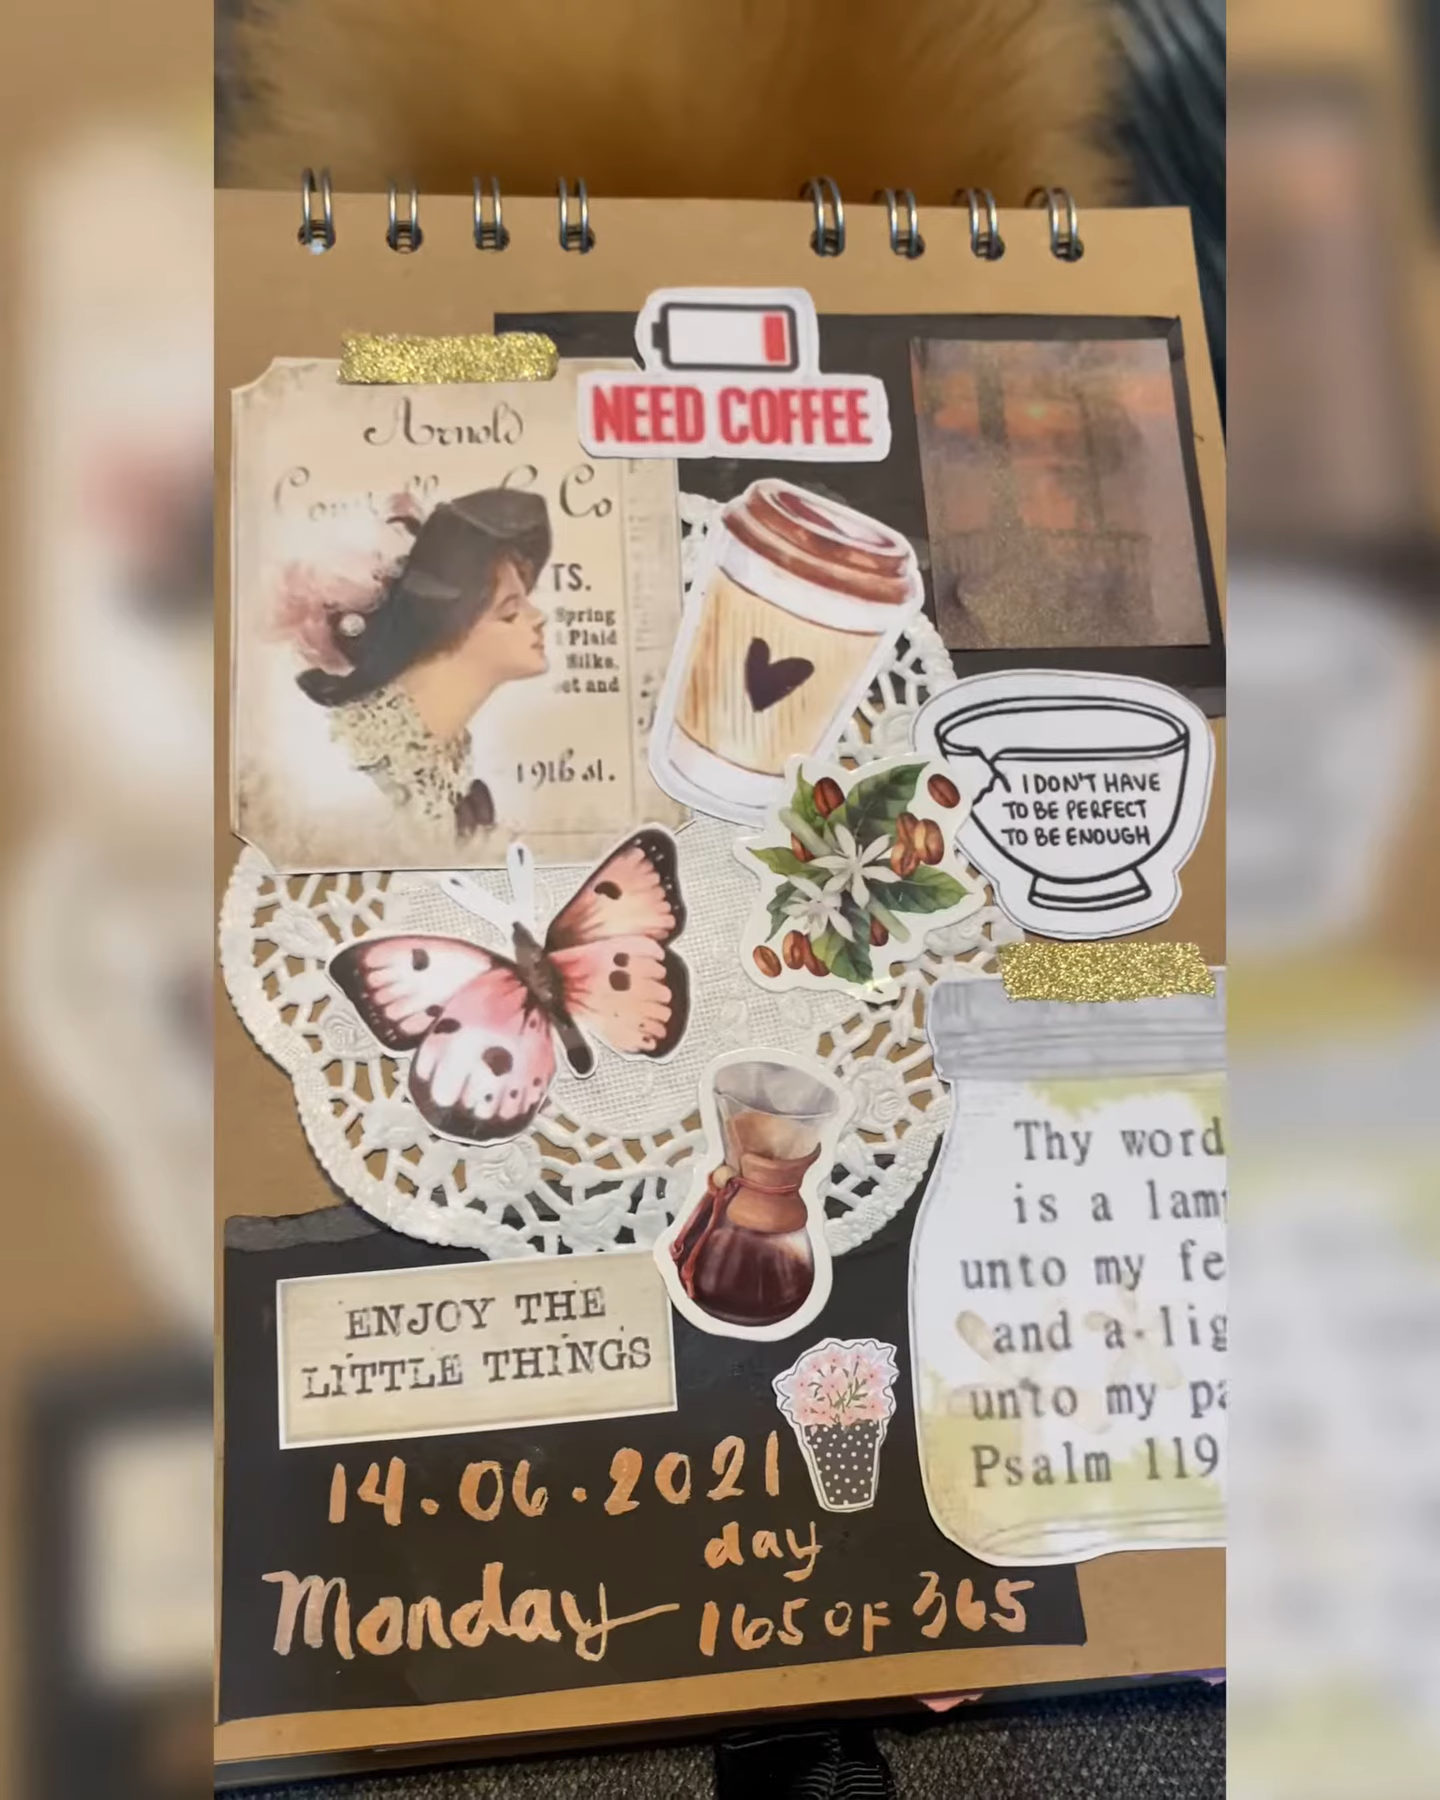 NEED COFFEE
Arnold
Co
TS.
Spring
Plaid
Silks,
et and
1916 st.
I DON'T HAVE
TO BE PERFECT
TO BE ENOUGH
Thy word
is a lam
unto my fe
and a lig
unto my pa
Psalm 119
ENJOY THE
LITTLE THINGS
14.06.2021
Monday
day
165 OF 365